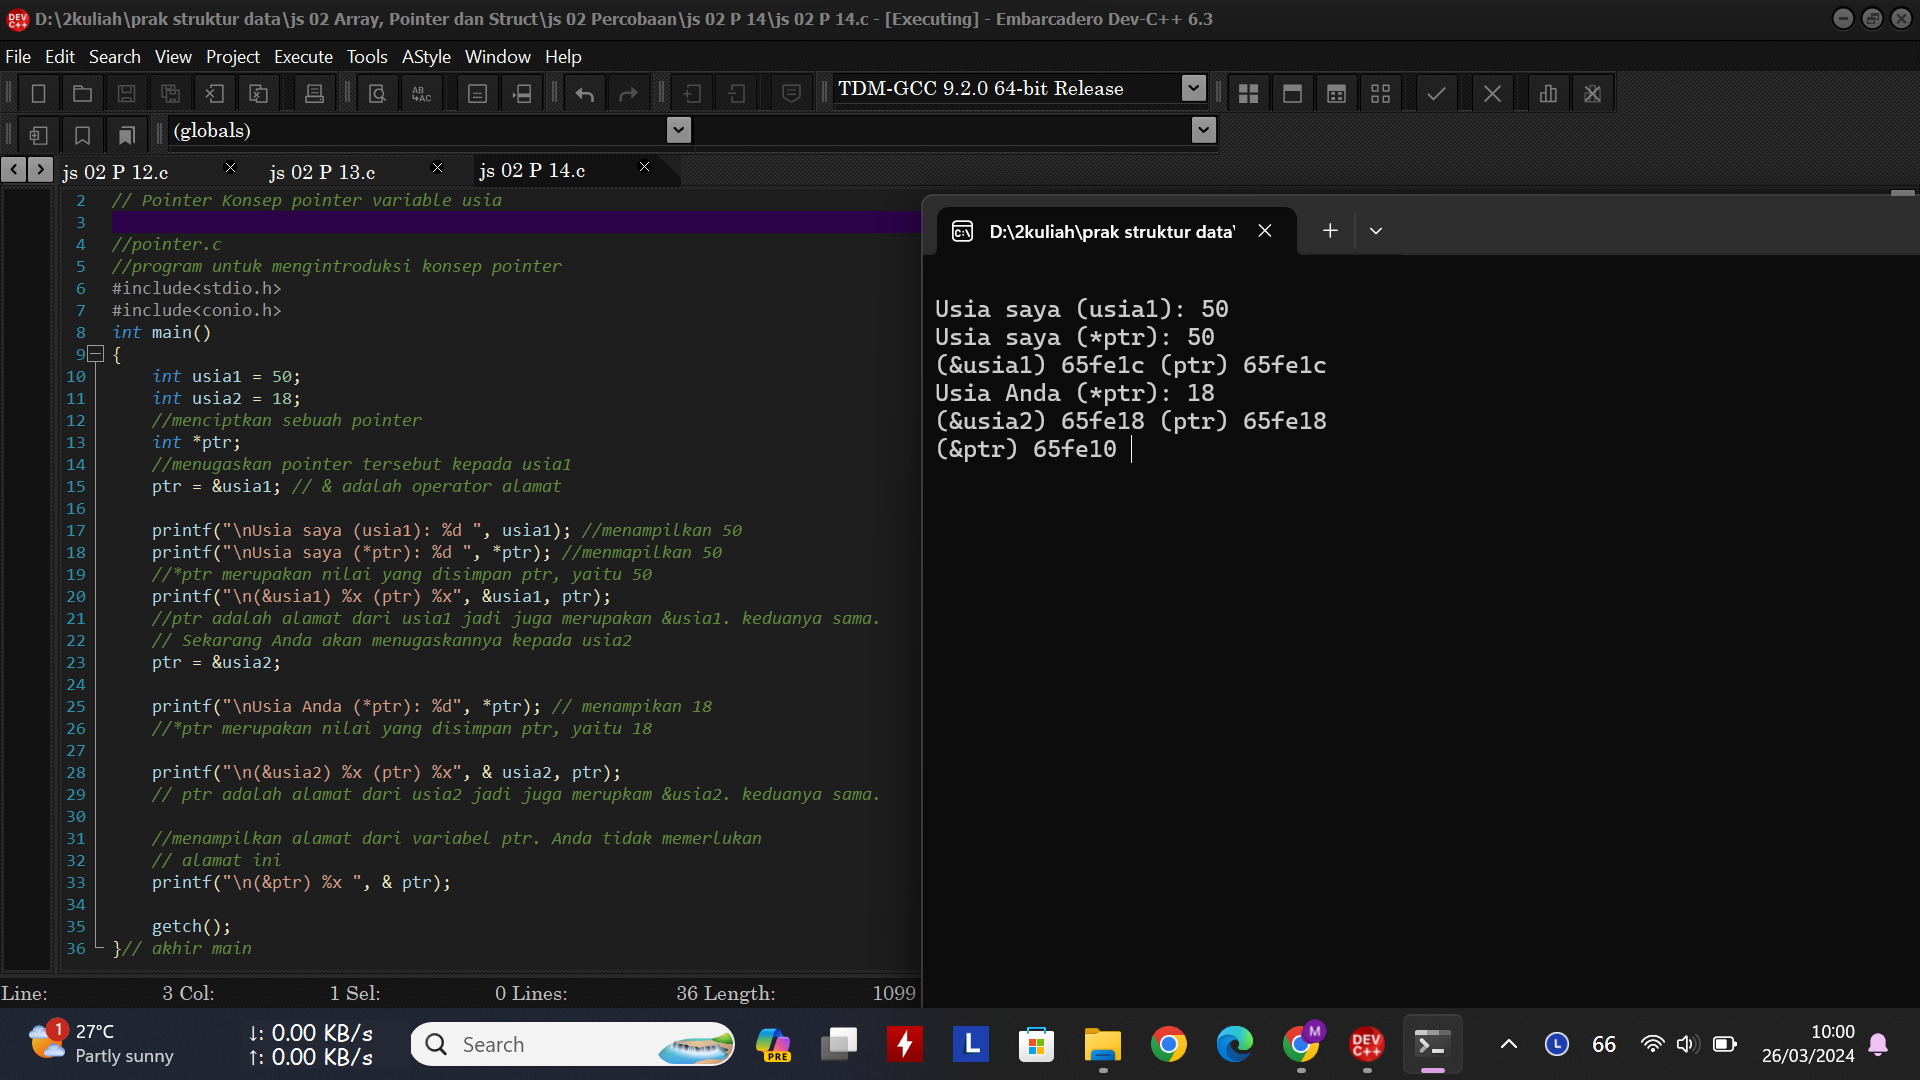 D:\2kuliah\prak struktur data\js 02 Array, Pointer dan Struct\js 02 Percobaan\js 02 P 14\js 02 P 14.c - [Executing] - Embarcadero Dev-C++ 6.3
File Edit Search View Project Execute Tools AStyle Window Help
TDM-GCC 9.2.0 64-bit Release
(globals)
js 02 P 12.c js 02 P 13.c js 02 P 14.c
2 // Pointer Konsep pointer variable usia
3
4 //pointer.c
5 //program untuk mengintroduksi konsep pointer
6 #include<stdio.h>
7 #include<conio.h>
8 int main()
9 {
10 int usia1 = 50;
11 int usia2 = 18;
12 //menciptkan sebuah pointer
13 int *ptr;
14 //menugaskan pointer tersebut kepada usia1
15 ptr = &usia1; // & adalah operator alamat
16
17 printf("\nUsia saya (usia1): %d ", usia1); //menampilkan 50
18 printf("\nUsia saya (*ptr): %d ", *ptr); //menmapilkan 50
19 //*ptr merupakan nilai yang disimpan ptr, yaitu 50
20 printf("\n(&usia1) %x (ptr) %x", &usia1, ptr);
21 //ptr adalah alamat dari usia1 jadi juga merupakan &usia1. keduanya sama.
22 // Sekarang Anda akan menugaskannya kepada usia2
23 ptr = &usia2;
24
25 printf("\nUsia Anda (*ptr): %d", *ptr); // menampikan 18
26 //*ptr merupakan nilai yang disimpan ptr, yaitu 18
27
28 printf("\n(&usia2) %x (ptr) %x", & usia2, ptr);
29 // ptr adalah alamat dari usia2 jadi juga merupkam &usia2. keduanya sama.
30
31 //menampilkan alamat dari variabel ptr. Anda tidak memerlukan
32 // alamat ini
33 printf("\n(&ptr) %x ", & ptr);
34
35 getch();
36 }// akhir main
Line: 3 Col: 1 Sel: 0 Lines: 36 Length: 1099
D:\2kuliah\prak struktur data\
Usia saya (usia1): 50
Usia saya (*ptr): 50
(&usia1) 65fe1c (ptr) 65fe1c
Usia Anda (*ptr): 18
(&usia2) 65fe18 (ptr) 65fe18
(&ptr) 65fe10
1 27°C
Partly sunny
↓: 0.00 KB/s
↑: 0.00 KB/s
Search
PRE
L
M
DEV C++
L
66
10:00
26/03/2024